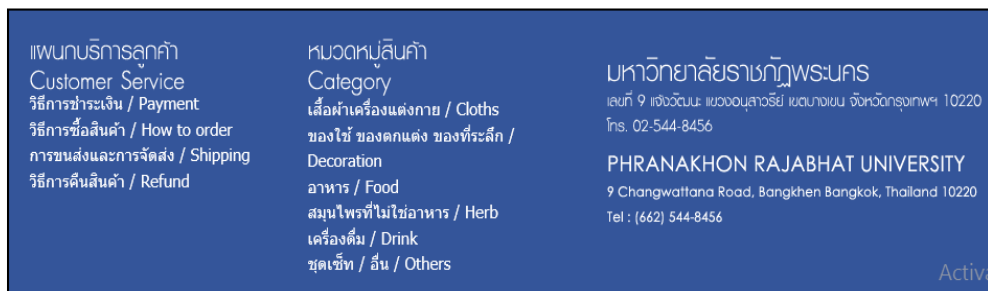 แผนกบริการลูกค้า
Customer Service
วิธีการชำระเงิน / Payment
วิธีการซื้อสินค้า / How to order
การขนส่งและการจัดส่ง / Shipping
วิธีการคืนสินค้า / Refund
หมวดหมู่สินค้า
Category
เสื้อผ้าเครื่องแต่งกาย / Cloths
ของใช้ ของตกแต่ง ของที่ระลึก /
Decoration
อาหาร / Food
สมุนไพรที่ไม่ใช่อาหาร / Herb
เครื่องดื่ม / Drink
ชุดเซ็ท / อื่น / Others
มหาวิทยาลัยราชภัฏพระนคร
เลขที่ 9 แจ้งวัฒนะ แขวงอนุสาวรีย์ เขตบางเขน จังหวัดกรุงเทพฯ 10220
โทร. 02-544-8456
PHRANAKHON RAJABHAT UNIVERSITY
9 Changwattana Road, Bangkhen Bangkok, Thailand 10220
Tel : (662) 544-8456
Activa